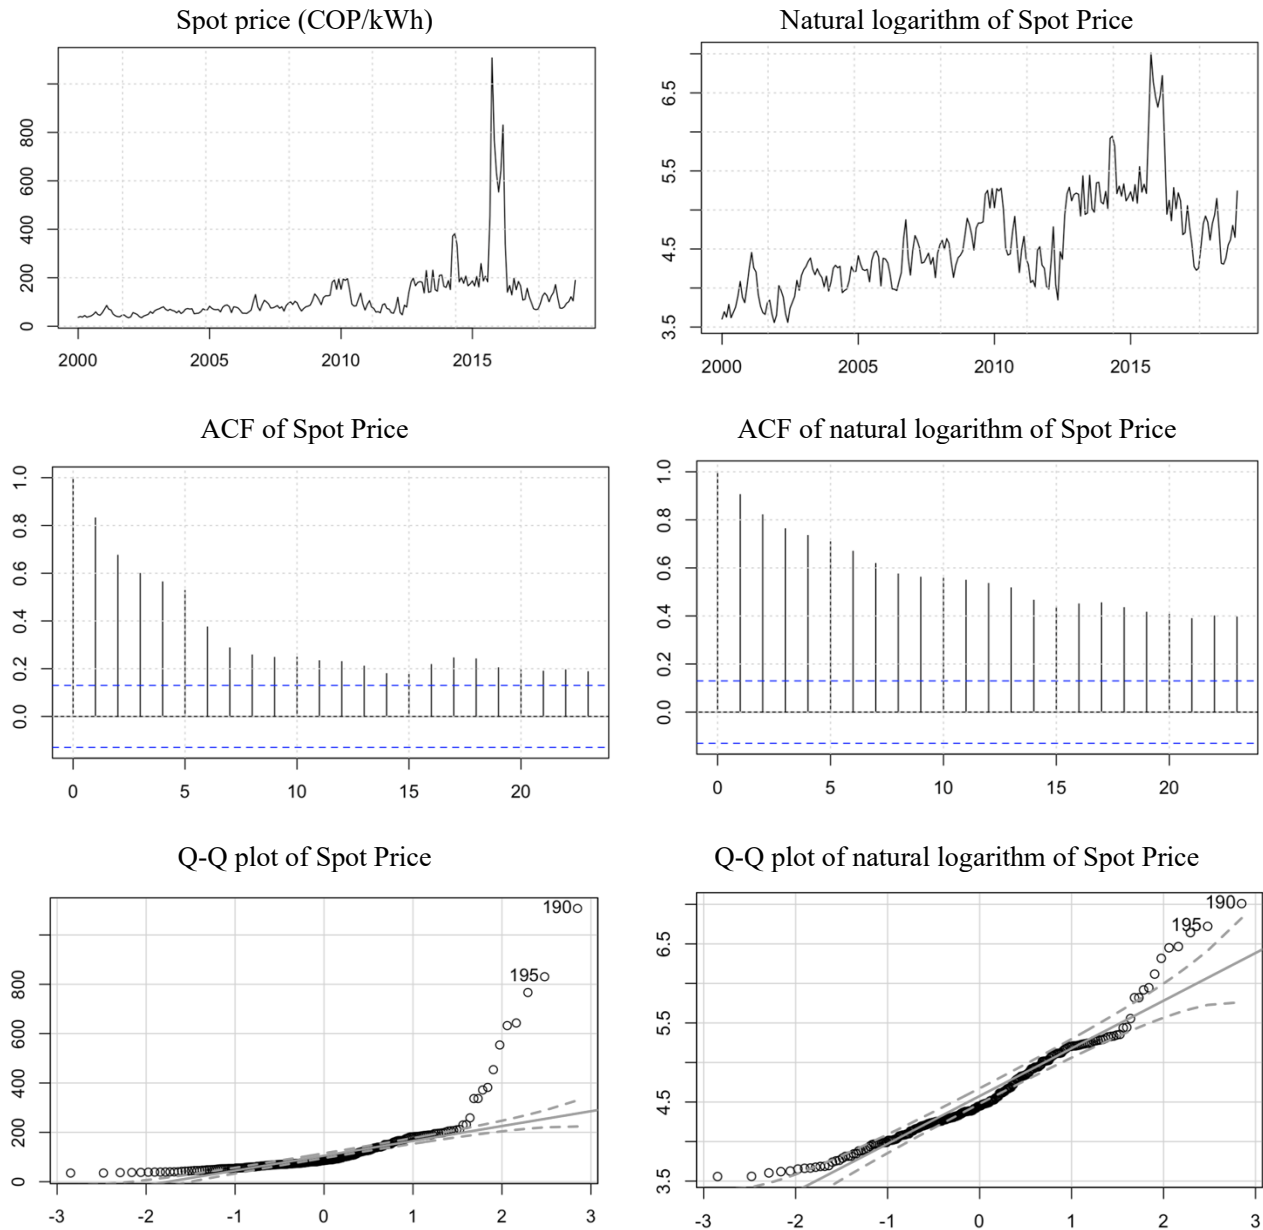 Spot price (COP/kWh)
Natural logarithm of Spot Price
0 200 400 600 800
2000 2005 2010 2015
3.5 4.5 5.5 6.5
2000 2005 2010 2015
ACF of Spot Price
ACF of natural logarithm of Spot Price
0.0 0.2 0.4 0.6 0.8 1.0
0 5 10 15 20
0.0 0.2 0.4 0.6 0.8 1.0
0 5 10 15 20
Q-Q plot of Spot Price
Q-Q plot of natural logarithm of Spot Price
190
195
0 200 400 600 800
-3 -2 -1 0 1 2 3
190
195
3.5 4.5 5.5 6.5
-3 -2 -1 0 1 2 3